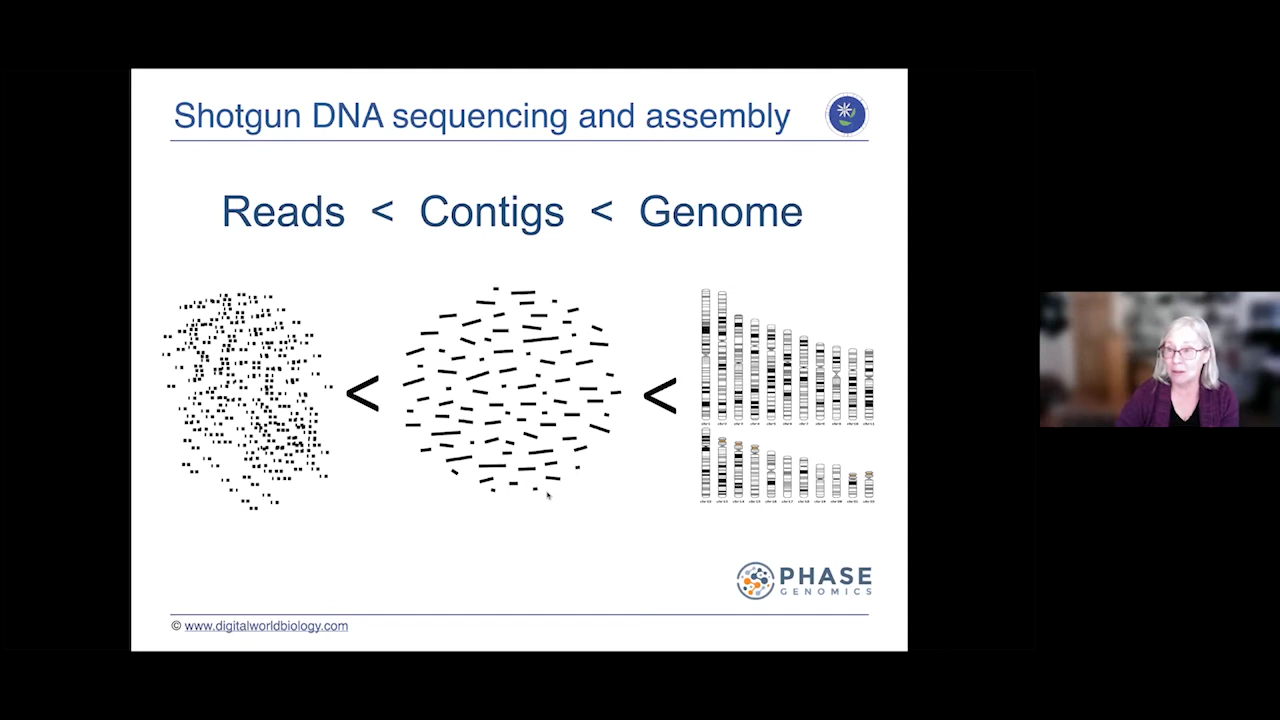 Shotgun DNA sequencing and assembly
Reads < Contigs < Genome
< <
PHASE
GENOMICS
© www.digitalworldbiology.com